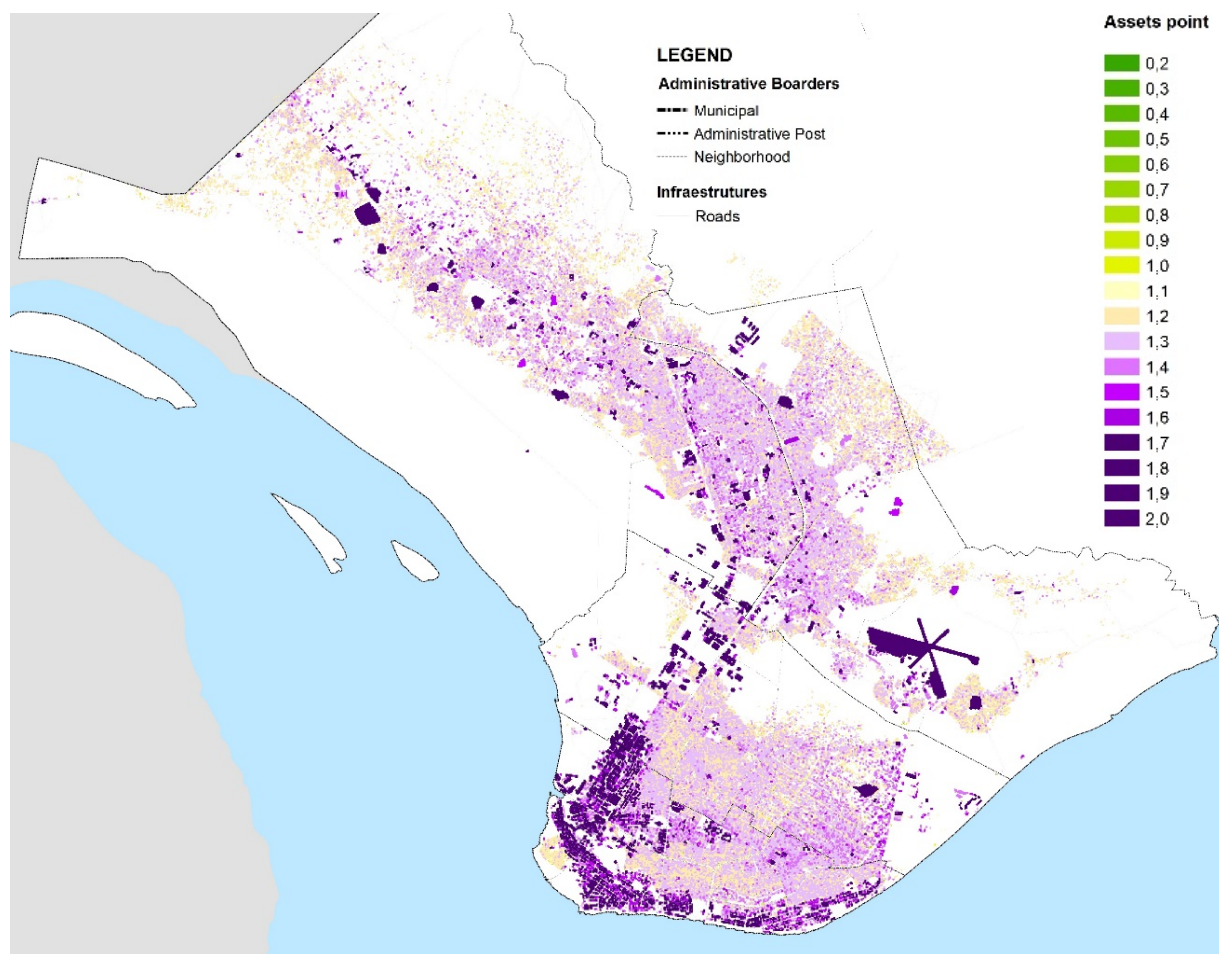 Assets point
0,2
0,3
0,4
0,5
0,6
0,7
0,8
0,9
1,0
1,1
1,2
1,3
1,4
1,5
1,6
1,7
1,8
1,9
2,0
LEGEND
Administrative Boarders
Municipal
Administrative Post
Neighborhood
Infraestrutures
Roads